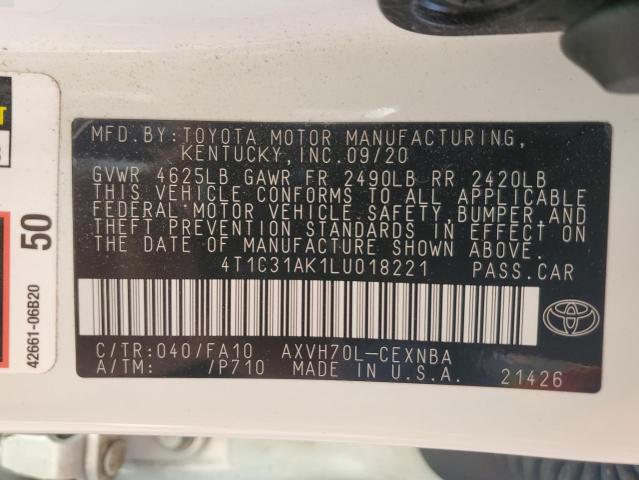 MFD.BY:TOYOTA MOTOR MANUFACTURING,
KENTUCKY, INC.09/20
GVWR 4625LB GAWR FR 2490LB RR 2420LB
THIS VEHICLE CONFORMS TO ALL APPLICABLE
FEDERAL MOTOR VEHICLE SAFETY,BUMPER,AND
THEFT PREVENTION STANDARDS IN EFFECT ON
THE DATE OF MANUFACTURE SHOWN ABOVE.
4T1C31AK1LU018221 PASS.CAR
C/TR:040/FA10 AXVH70L-CEXNBA
A/TM: /P710 MADE IN U.S.A. 21426
50
42661-06B20